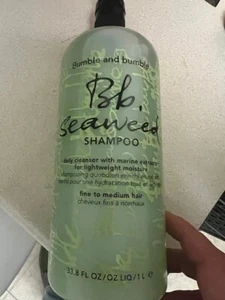 Bumble and bumble
Bb.
Seaweed
SHAMPOO
daily cleanser with marine extracts
for lightweight moisture
fine to medium hair
cheveux fins à normaux
33.8 FL OZ/OZ LIQ/1L e